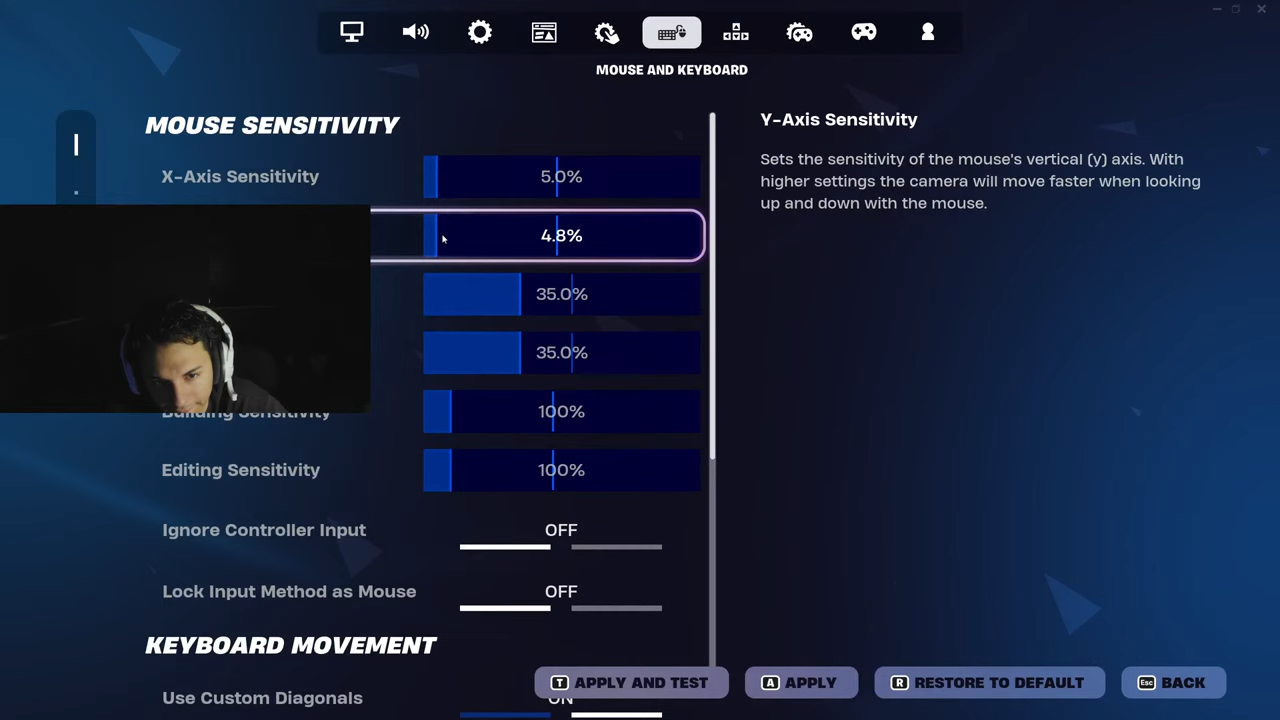 MOUSE AND KEYBOARD
MOUSE SENSITIVITY
X-Axis Sensitivity 5.0%
4.8%
35.0%
35.0%
Building Sensitivity 100%
Editing Sensitivity 100%
Ignore Controller Input OFF
Lock Input Method as Mouse OFF
KEYBOARD MOVEMENT
Use Custom Diagonals ON
Y-Axis Sensitivity
Sets the sensitivity of the mouse's vertical (y) axis. With
higher settings the camera will move faster when looking
up and down with the mouse.
T APPLY AND TEST
A APPLY
R RESTORE TO DEFAULT
Esc BACK